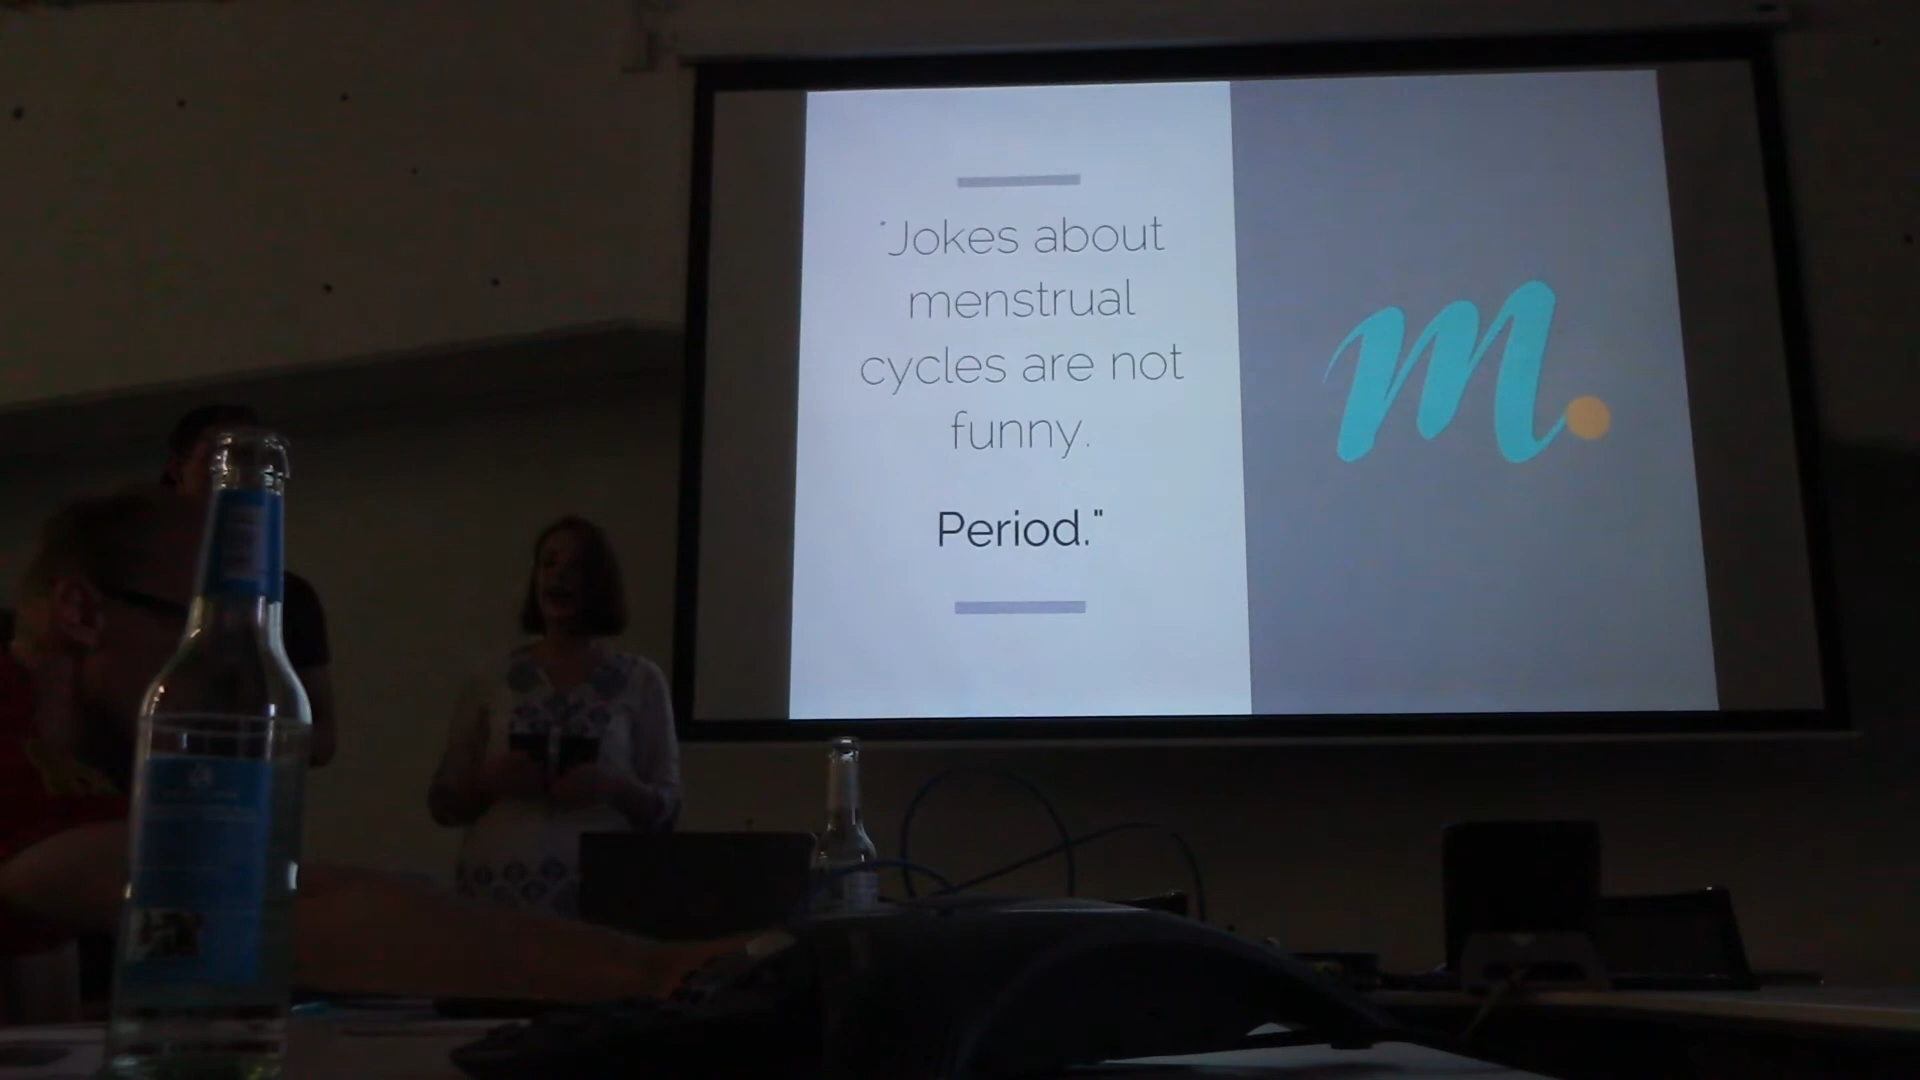 "Jokes about
menstrual
cycles are not
funny.
Period."
m.